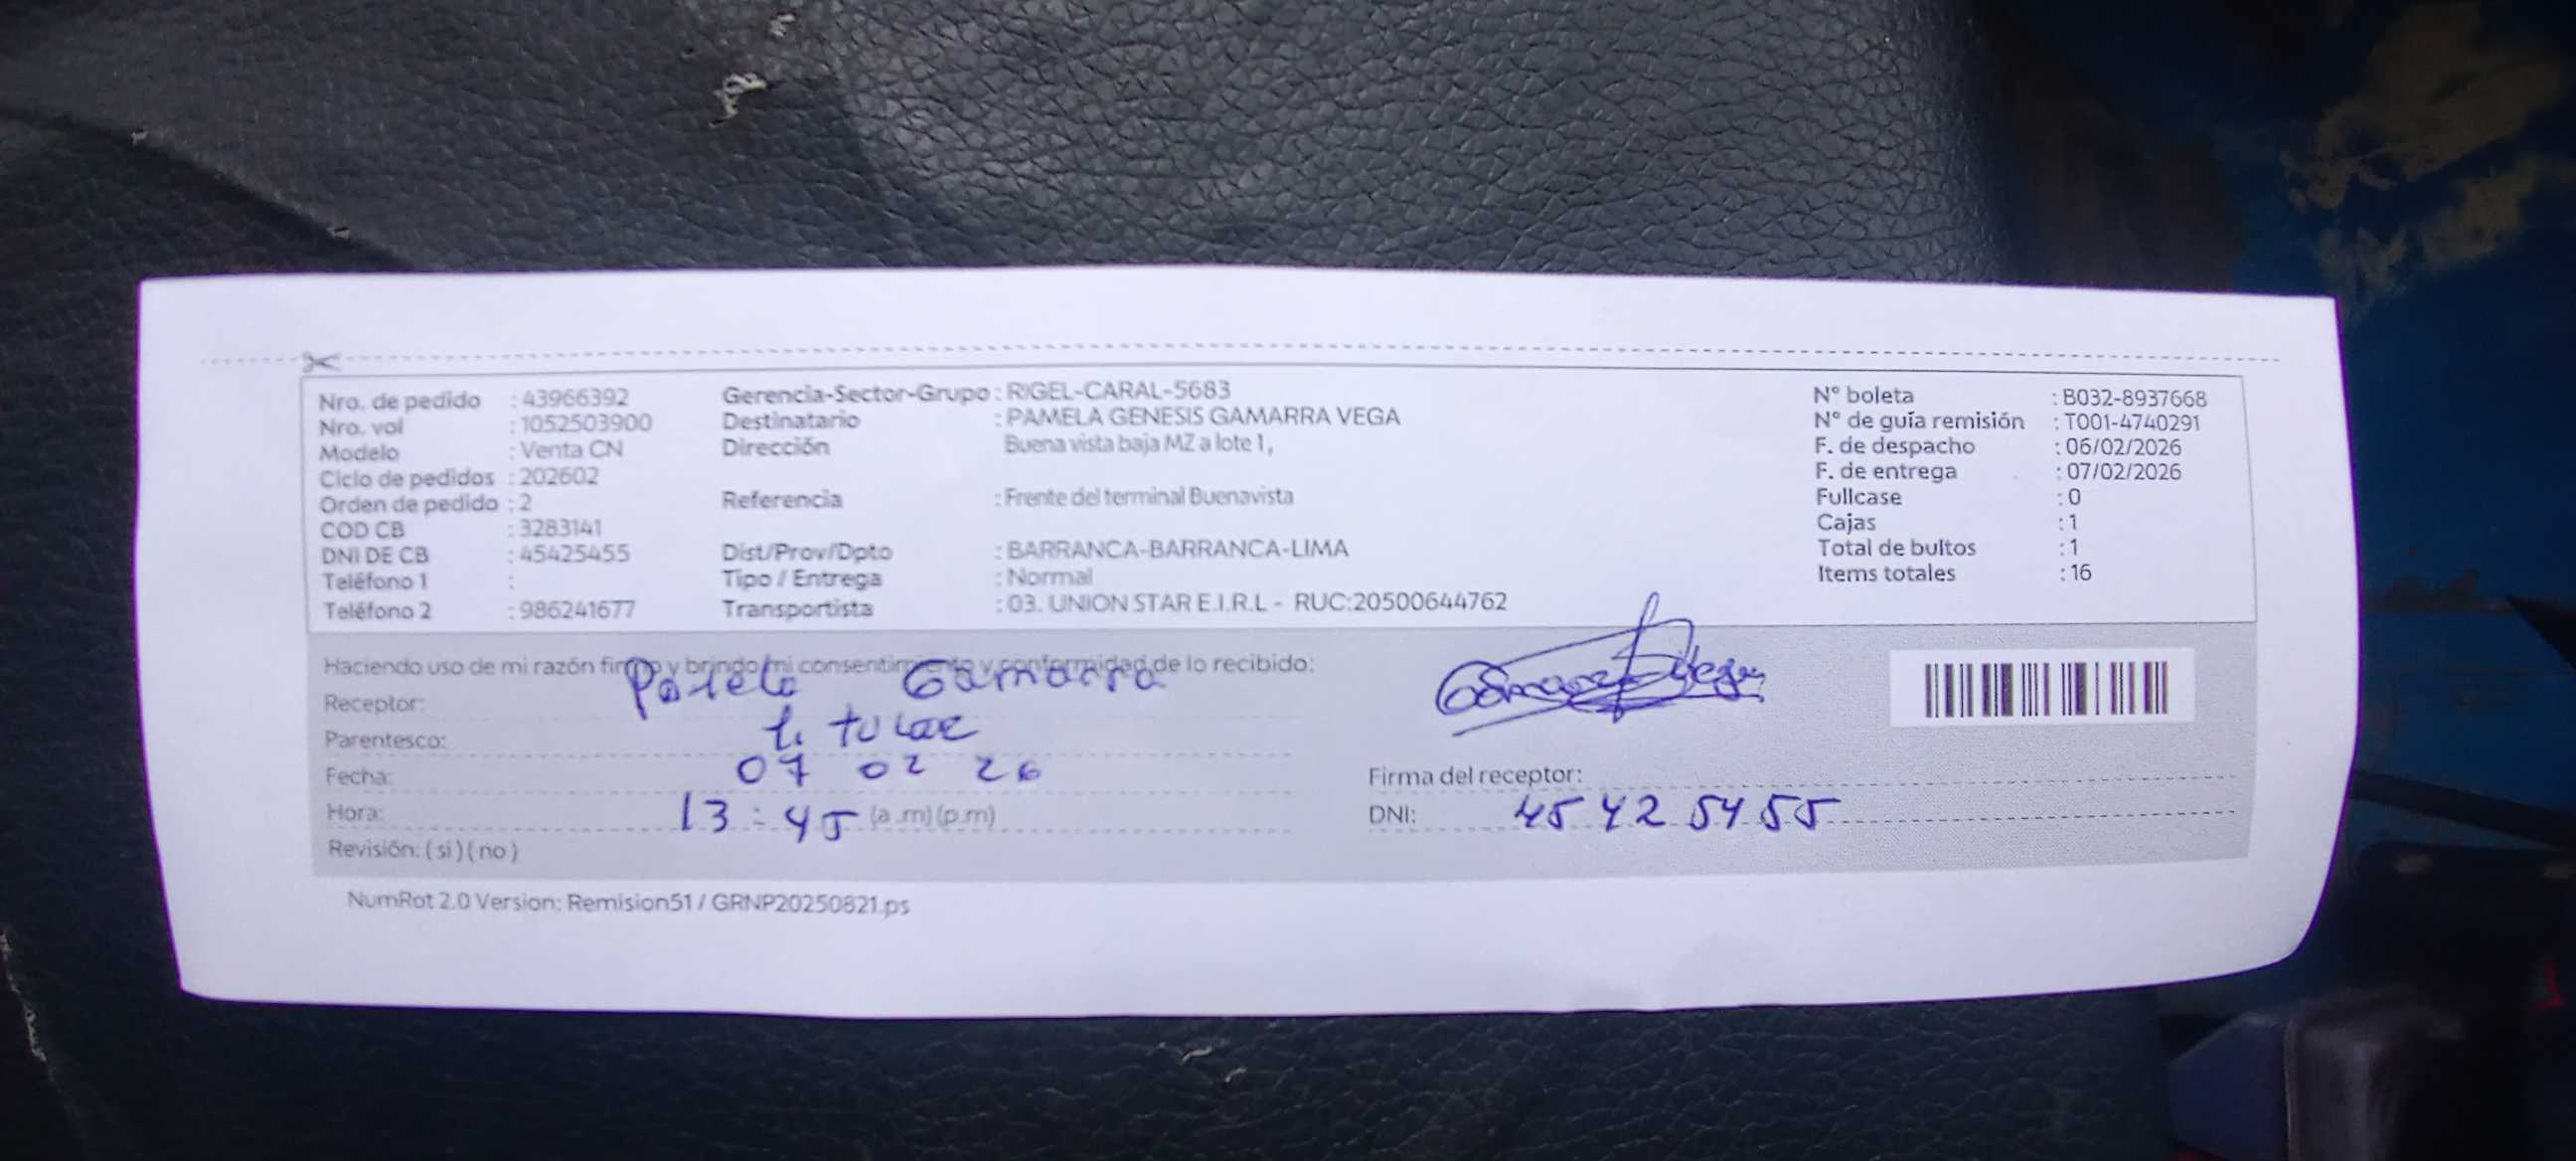 Nro. de pedido : 43966392 Gerencia-Sector-Grupo : RIGEL-CARAL-5683 N° boleta : B032-8937668
Nro. vol : 1052503900 Destinatario : PAMELA GENESIS GAMARRA VEGA N° de guía remisión : T001-4740291
Modelo : Venta CN Dirección Buena vista baja MZ a lote 1, F. de despacho : 06/02/2026
Ciclo de pedidos : 202602 F. de entrega : 07/02/2026
Orden de pedido : 2 Referencia : Frente del terminal Buenavista Fullcase : 0
COD CB : 3283141 Cajas : 1
DNI DE CB : 45425455 Dist/Prov/Dpto : BARRANCA-BARRANCA-LIMA Total de bultos : 1
Teléfono 1 : Tipo / Entrega : Normal Items totales : 16
Teléfono 2 : 986241677 Transportista : 03. UNION STAR E.I.R.L - RUC:20500644762
Haciendo uso de mi razón firmo y brindo mi consentimiento y conformidad de lo recibido:
Receptor: Gamarra
Parentesco: titular
Fecha: 07 02 26
Firma del receptor:
Hora: 13:45 (a.m) (p.m) DNI: 45425455
Revisión: ( si ) ( no )
NumRot 2.0 Version: Remision51 / GRNP20250821.ps